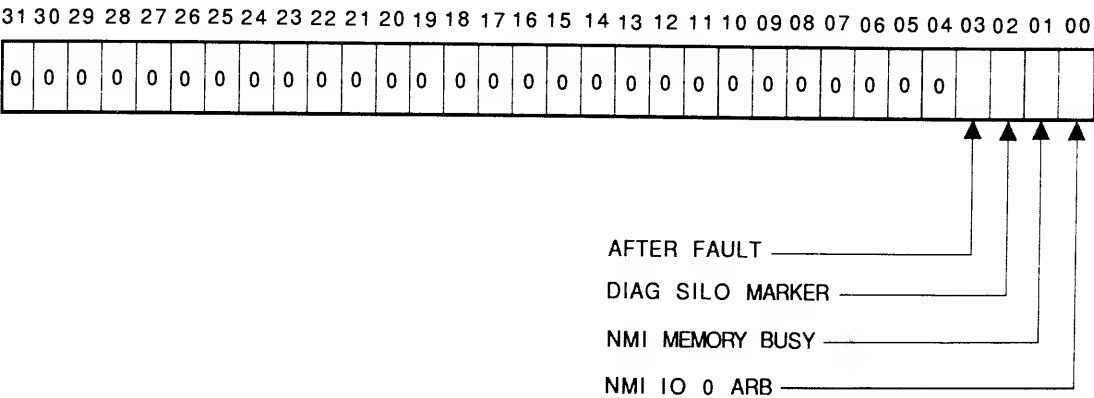 31 30 29 28 27 26 25 24 23 22 21 20 19 18 17 16 15 14 13 12 11 10 09 08 07 06 05 04 03 02 01 00
0 0 0 0 0 0 0 0 0 0 0 0 0 0 0 0 0 0 0 0 0 0 0 0 0 0 0 0
AFTER FAULT
DIAG SILO MARKER
NMI MEMORY BUSY
NMI IO 0 ARB